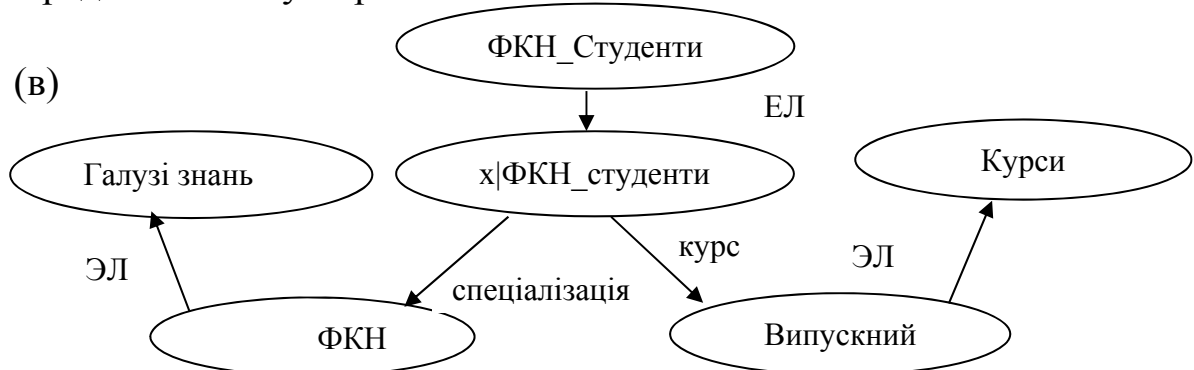 ФКН_Студенти
(в)
ЕЛ
Галузі знань
х|ФКН_студенти
Курси
ЭЛ
курс
ЭЛ
спеціалізація
ФКН
Випускний